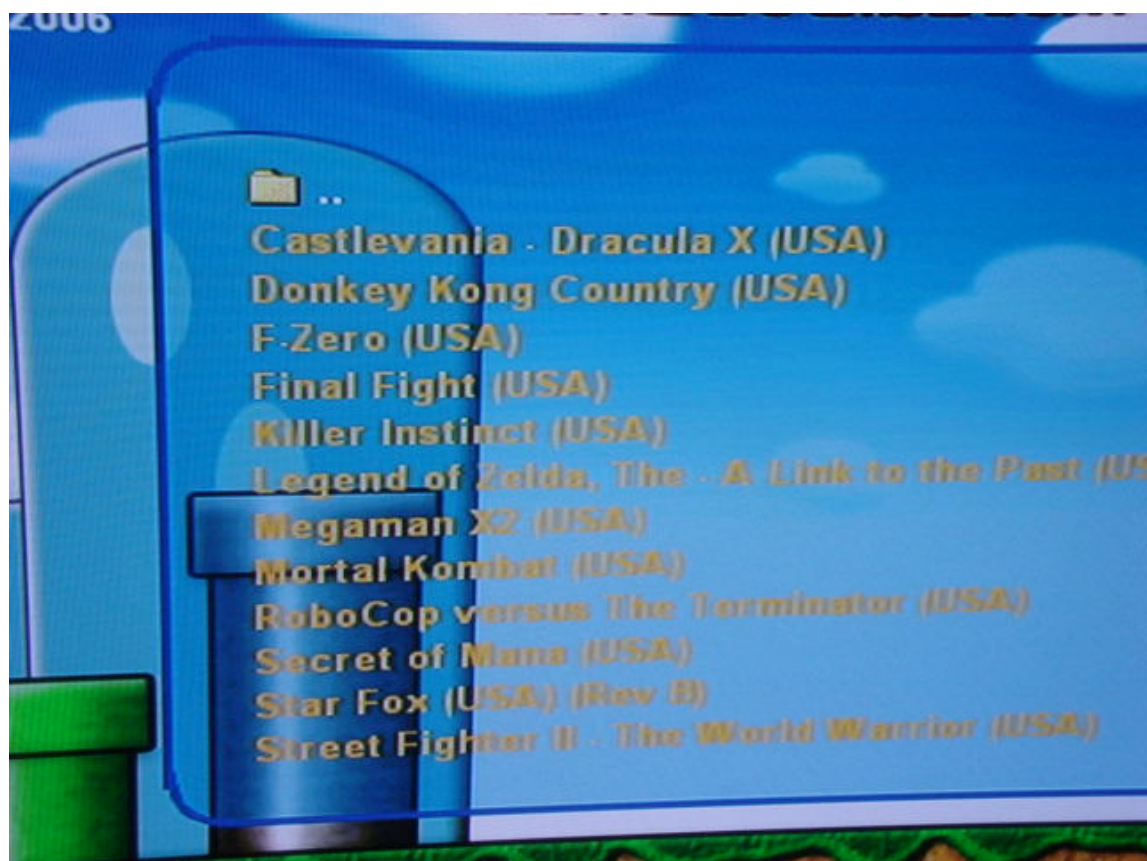 2006
..
Castlevania - Dracula X (USA)
Donkey Kong Country (USA)
F-Zero (USA)
Final Fight (USA)
Killer Instinct (USA)
Legend of Zelda, The - A Link to the Past (US
Megaman X2 (USA)
Mortal Kombat (USA)
RoboCop versus The Terminator (USA)
Secret of Mana (USA)
Star Fox (USA) (Rev B)
Street Fighter II - The World Warrior (USA)